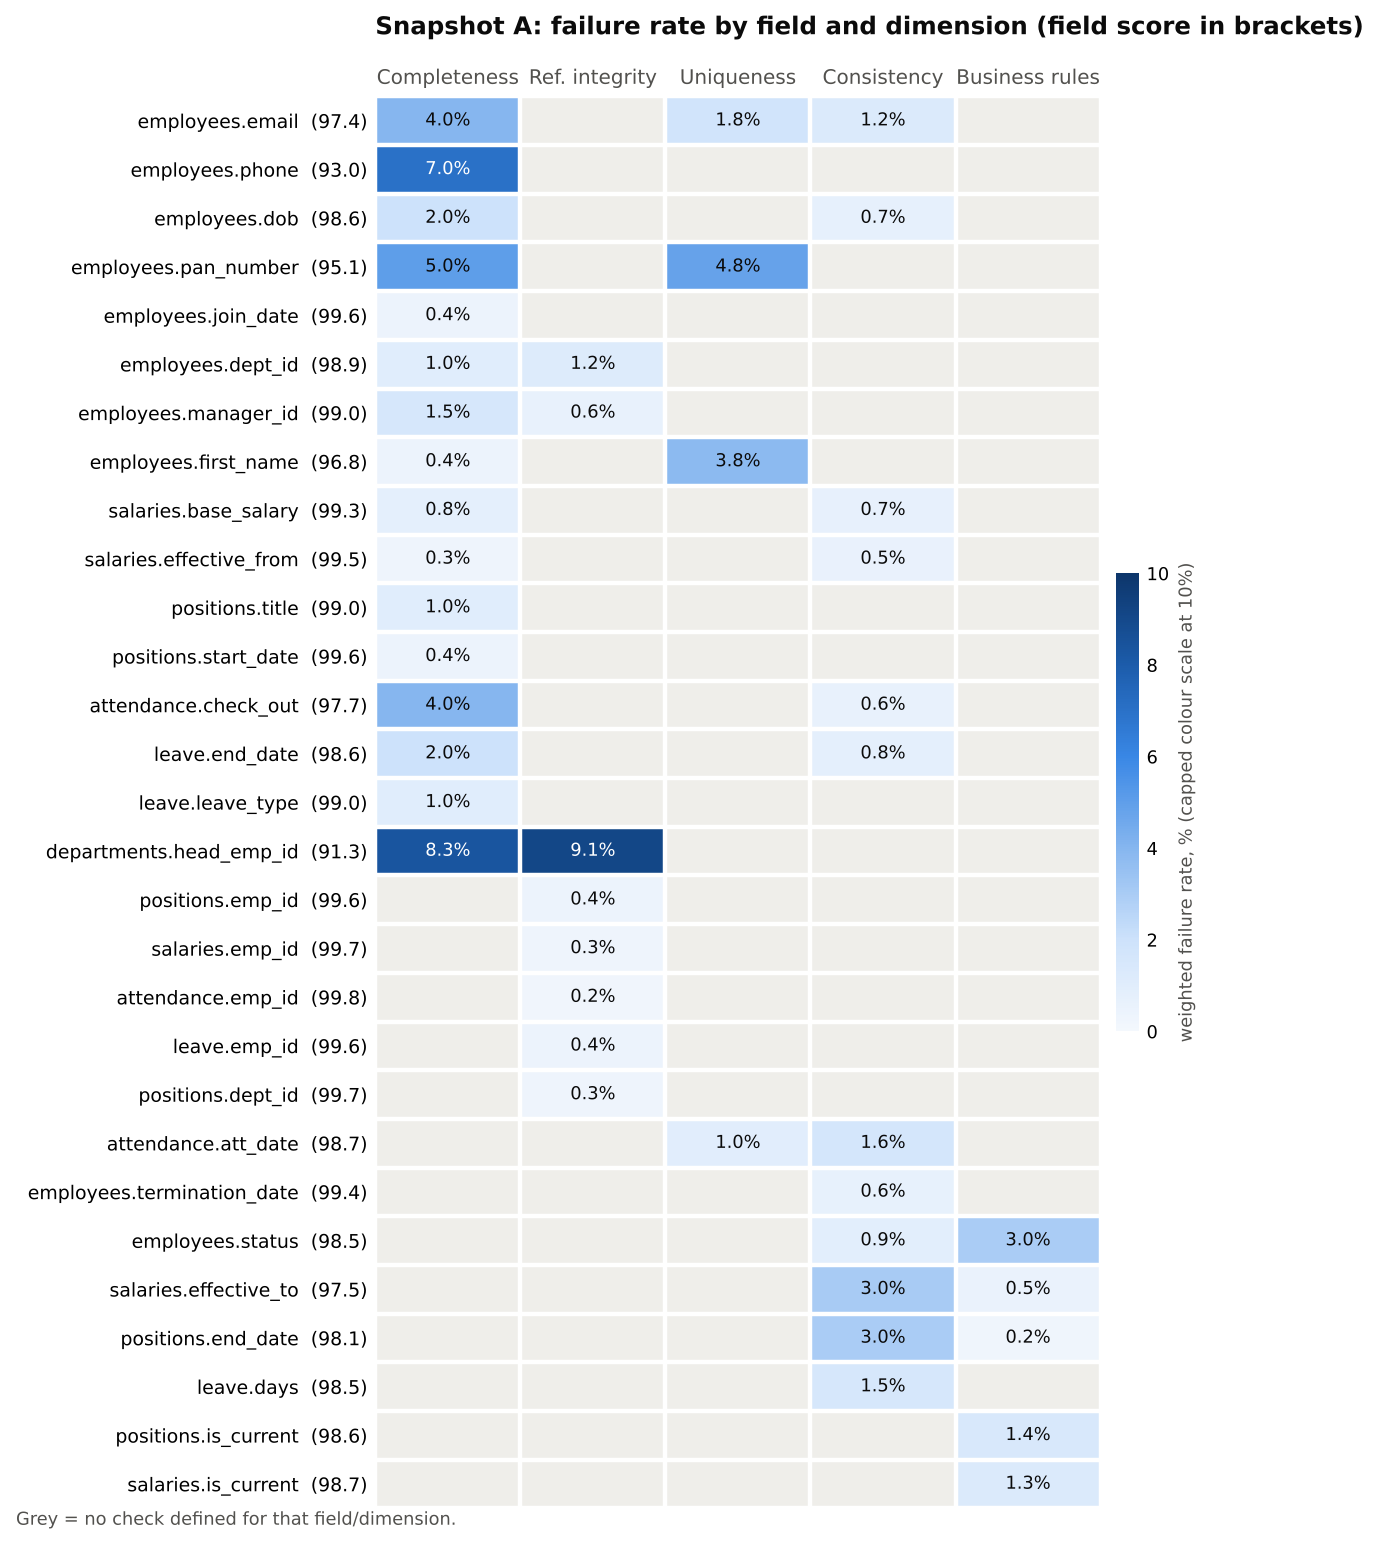 Snapshot A: failure rate by field and dimension (field score in brackets)
Completeness Ref. integrity Uniqueness Consistency Business rules
employees.email (97.4) 4.0% 1.8% 1.2%
employees.phone (93.0) 7.0%
employees.dob (98.6) 2.0% 0.7%
employees.pan_number (95.1) 5.0% 4.8%
employees.join_date (99.6) 0.4%
employees.dept_id (98.9) 1.0% 1.2%
employees.manager_id (99.0) 1.5% 0.6%
employees.first_name (96.8) 0.4% 3.8%
salaries.base_salary (99.3) 0.8% 0.7%
salaries.effective_from (99.5) 0.3% 0.5%
positions.title (99.0) 1.0%
positions.start_date (99.6) 0.4%
attendance.check_out (97.7) 4.0% 0.6%
leave.end_date (98.6) 2.0% 0.8%
leave.leave_type (99.0) 1.0%
departments.head_emp_id (91.3) 8.3% 9.1%
positions.emp_id (99.6) 0.4%
salaries.emp_id (99.7) 0.3%
attendance.emp_id (99.8) 0.2%
leave.emp_id (99.6) 0.4%
positions.dept_id (99.7) 0.3%
attendance.att_date (98.7) 1.0% 1.6%
employees.termination_date (99.4) 0.6%
employees.status (98.5) 0.9% 3.0%
salaries.effective_to (97.5) 3.0% 0.5%
positions.end_date (98.1) 3.0% 0.2%
leave.days (98.5) 1.5%
positions.is_current (98.6) 1.4%
salaries.is_current (98.7) 1.3%
10
8
6
4
2
0
weighted failure rate, % (capped colour scale at 10%)
Grey = no check defined for that field/dimension.